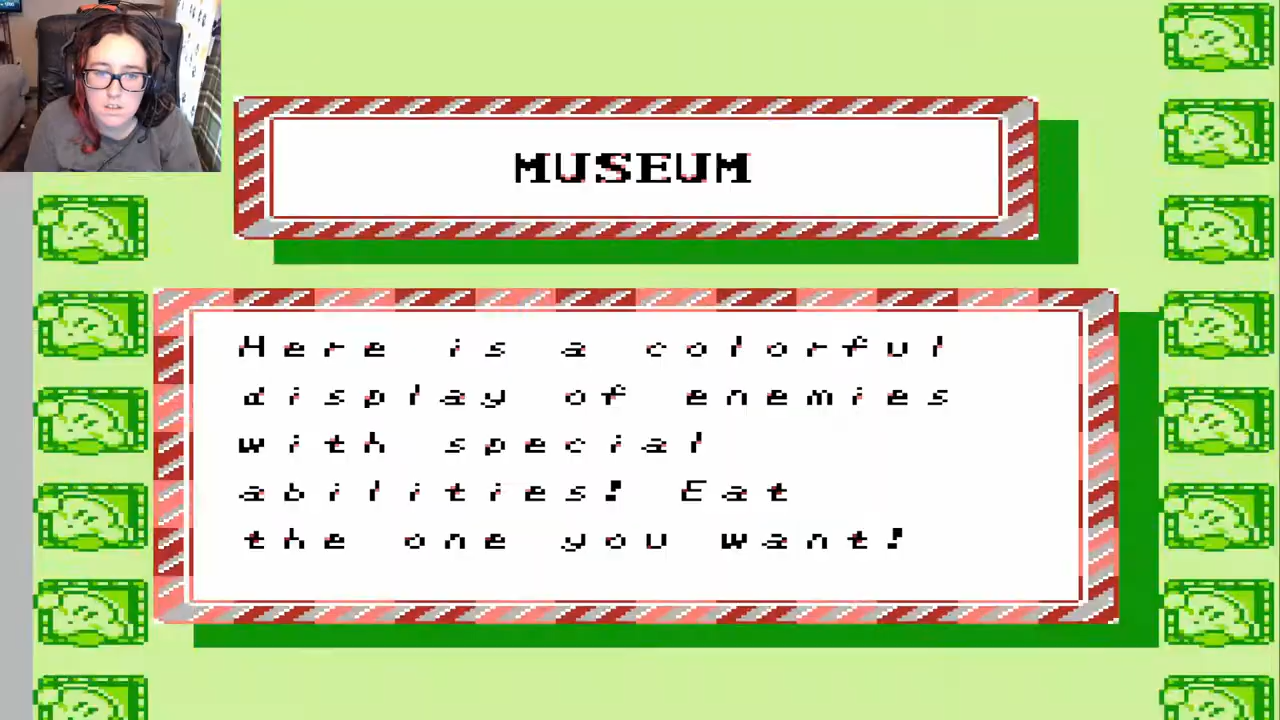 MUSEUM
Here is a colorful
display of enemies
with special
abilities! Eat
the one you want!